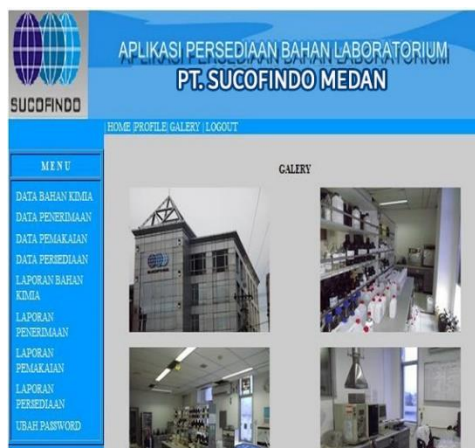 SUCOFINDO
APLIKASI PERSEDIAAN BAHAN LABORATORIUM
PT. SUCOFINDO MEDAN
| HOME |PROFILE| GALERY | LOGOUT
MENU
DATA BAHAN KIMIA
DATA PENERIMAAN
DATA PEMAKAIAN
DATA PERSEDIAAN
LAPORAN BAHAN
KIMIA
LAPORAN
PENERIMAAN
LAPORAN
PEMAKAIAN
LAPORAN
PERSEDIAAN
UBAH PASSWORD
GALERY
SUCOFINDO